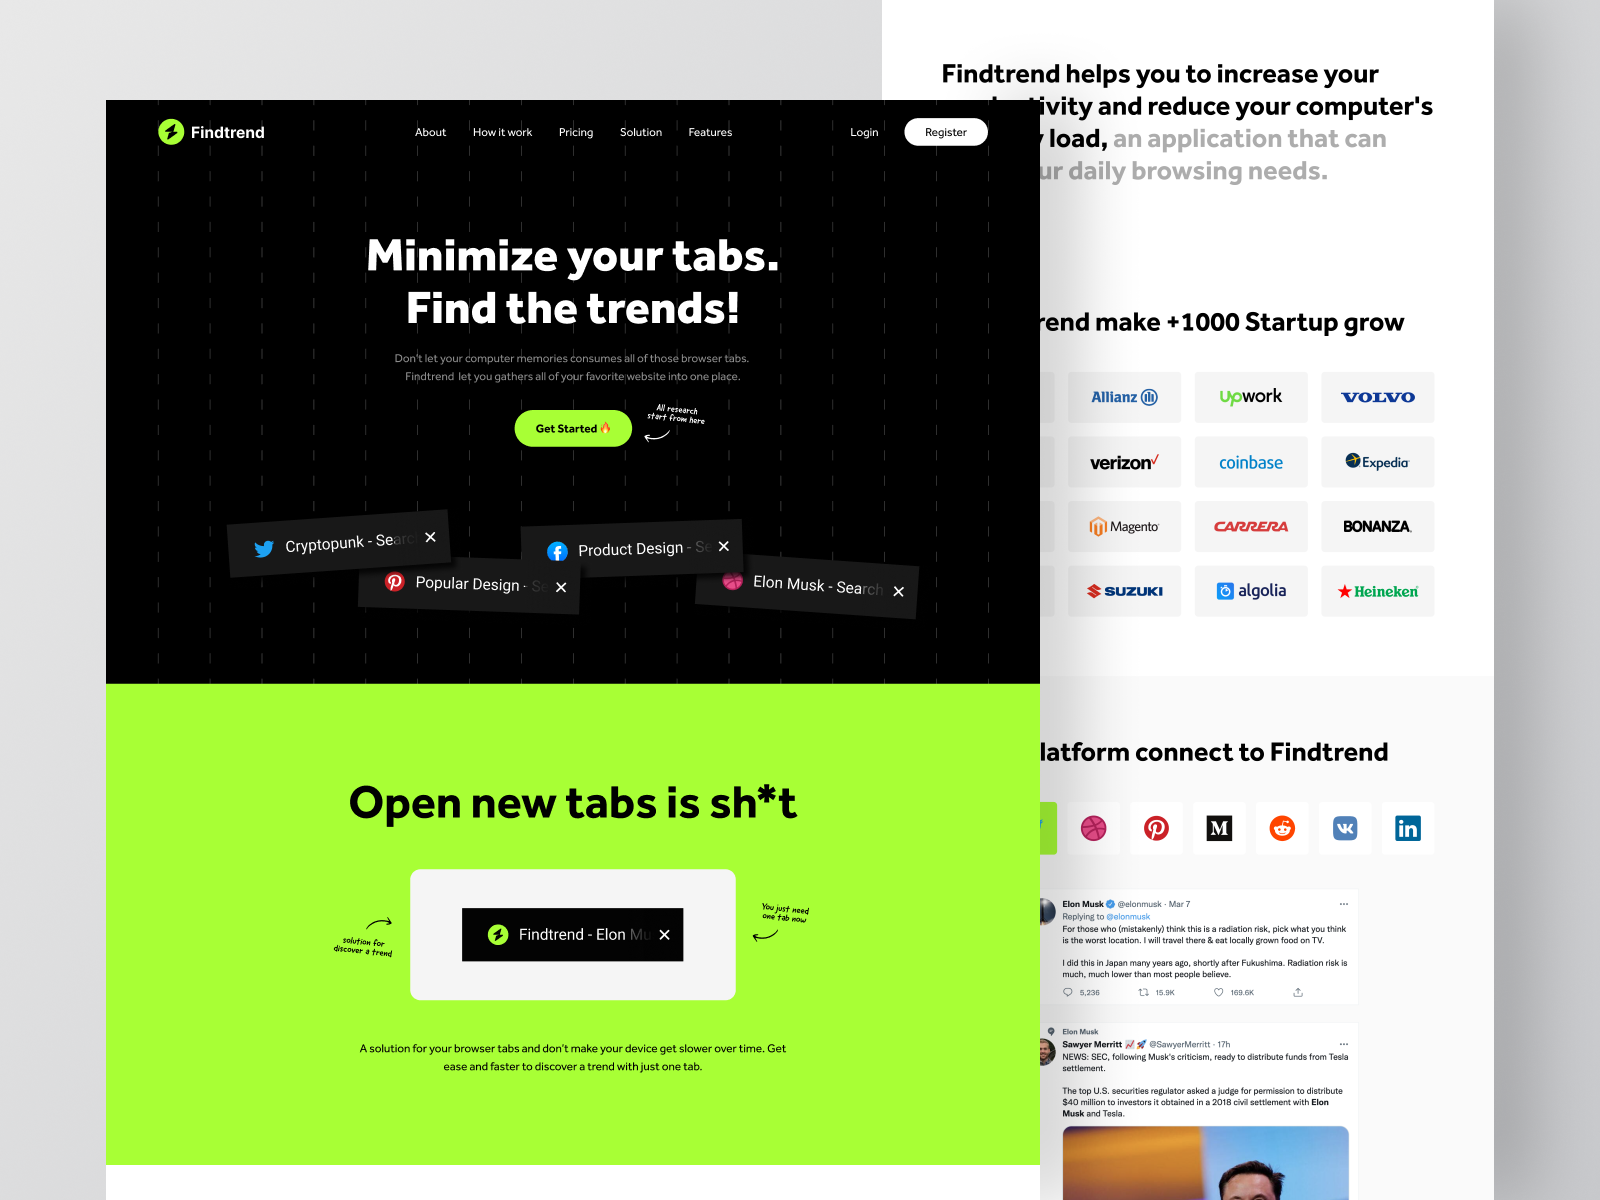 Findtrend
About
How it work
Pricing
Solution
Features
Login
Register
Minimize your tabs.
Find the trends!
Don't let your computer memories consumes all of those browser tabs.
Findtrend let you gathers all of your favorite website into one place.
Get Started
All research
start from here
Cryptopunk - Searc
Product Design - Se
Popular Design - Se
Elon Musk - Search
Open new tabs is sh*t
Findtrend - Elon Mu
solution for
discover a trend
You just need
one tab now
A solution for your browser tabs and don't make your device get slower over time. Get
ease and faster to discover a trend with just one tab.
Findtrend helps you to increase your
and reduce your computer's
load, an application that can
daily browsing needs.
make +1000 Startup grow
Allianz
Upwork
VOLVO
verizon
coinbase
Expedia
Magento
CARRERA
BONANZA
SUZUKI
algolia
Heineken
connect to Findtrend
M
VK
in
Elon Musk @elonmusk · Mar 7
Replying to @elonmusk
For those who (mistakenly) think this is a radiation risk, pick what you think
is the worst location. I will travel there & eat locally grown food on TV.
I did this in Japan many years ago, shortly after Fukushima. Radiation risk is
much, much lower than most people believe.
5,236
15.9K
169.6K
Elon Musk
Sawyer Merritt @SawyerMerritt · 17h
NEWS: SEC, following Musk's criticism, ready to distribute funds from Tesla
settlement.
The top U.S. securities regulator asked a judge for permission to distribute
$40 million to investors it obtained in a 2018 civil settlement with Elon
Musk and Tesla.